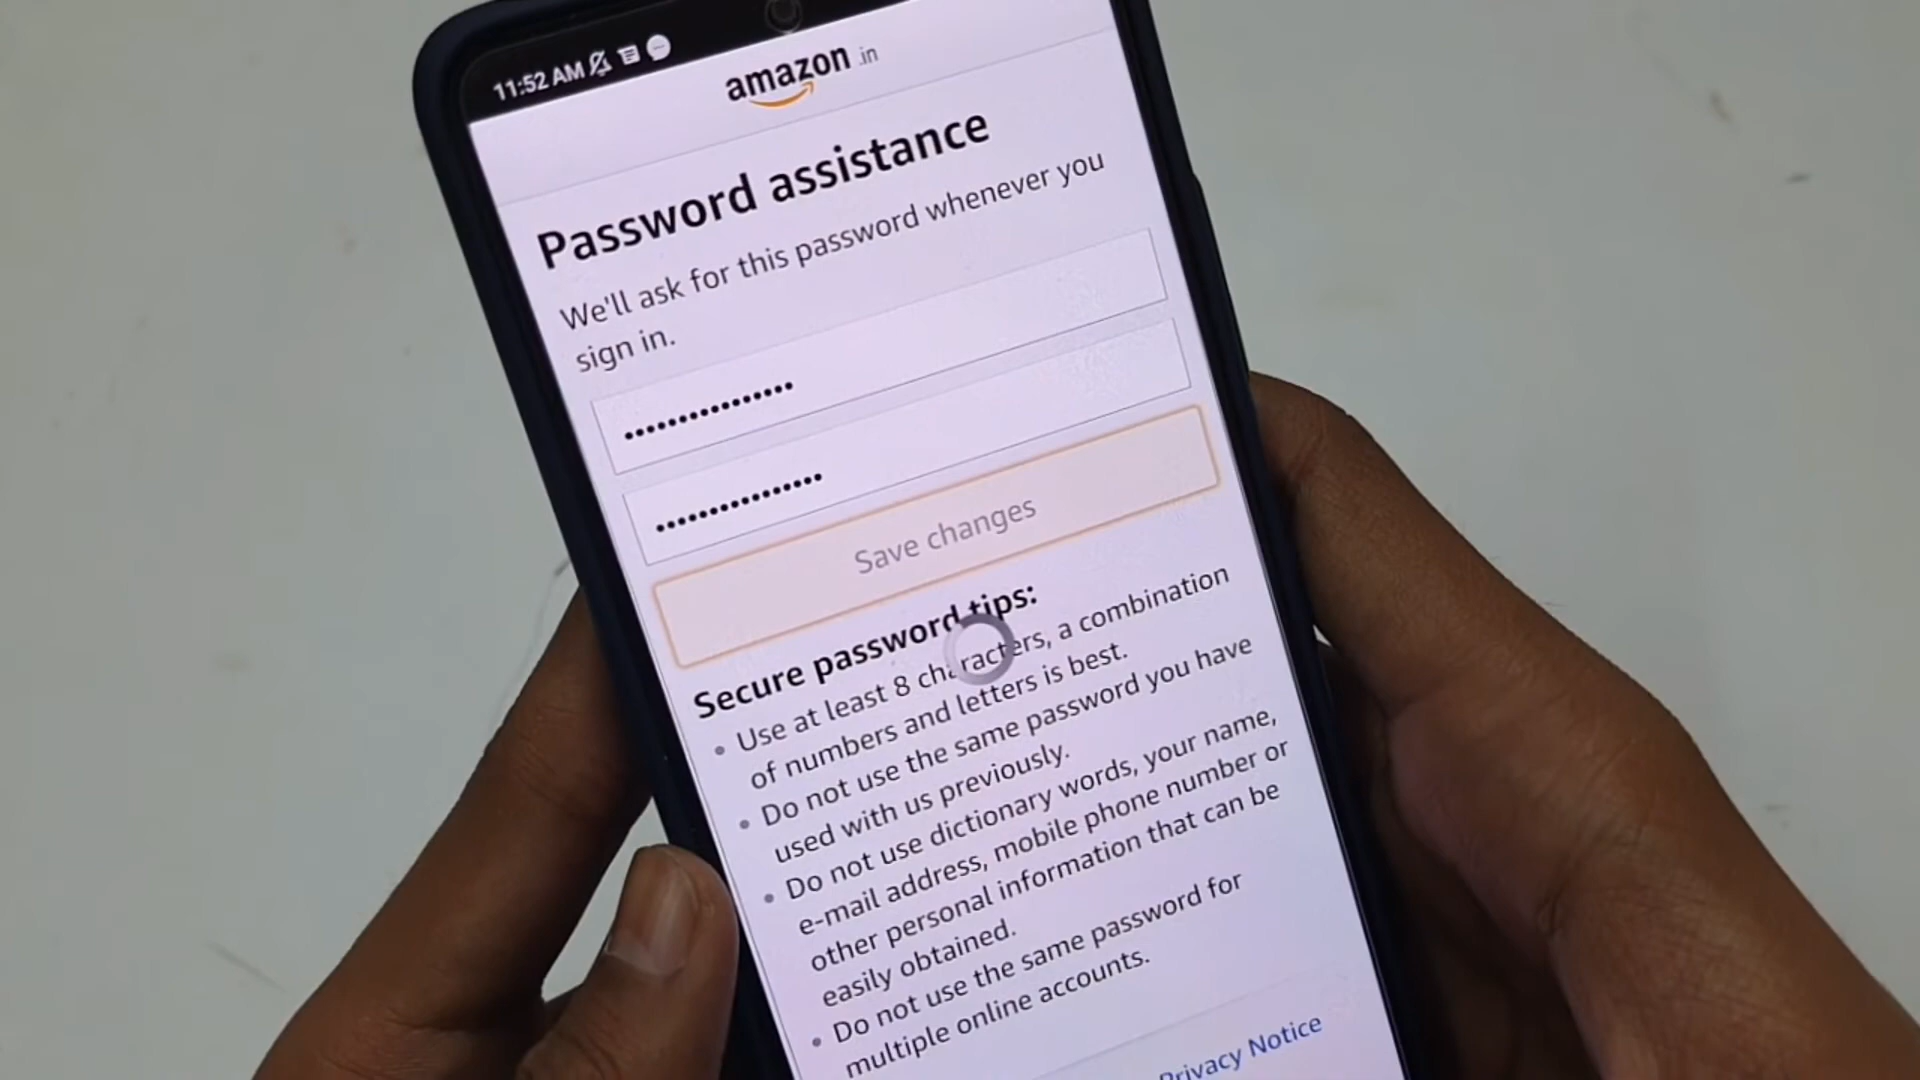 11:52 AM
amazon.in
Password assistance
We'll ask for this password whenever you
sign in.
••••••••••••••••
••••••••••••••••
Save changes
Secure password tips:
• Use at least 8 characters, a combination
of numbers and letters is best.
• Do not use the same password you have
used with us previously.
• Do not use dictionary words, your name,
e-mail address, mobile phone number or
other personal information that can be
easily obtained.
• Do not use the same password for
multiple online accounts.
Privacy Notice